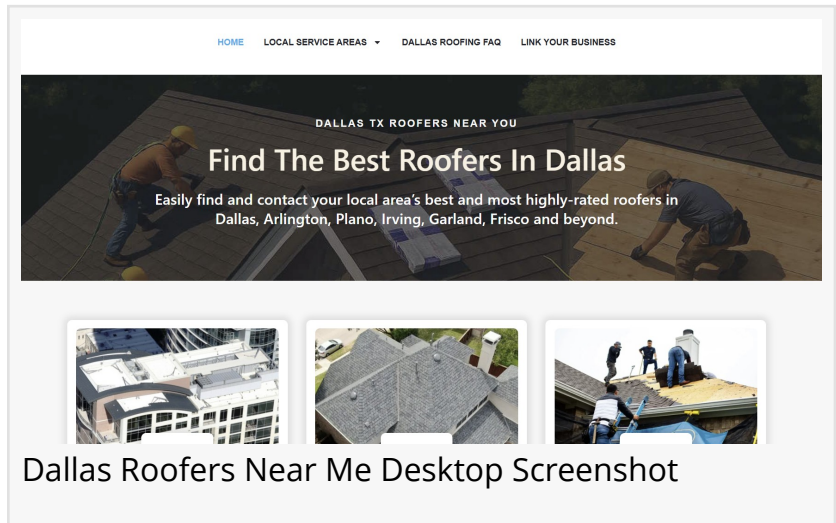 HOME LOCAL SERVICE AREAS DALLAS ROOFING FAQ LINK YOUR BUSINESS
DALLAS TX ROOFERS NEAR YOU
Find The Best Roofers In Dallas
Easily find and contact your local area's best and most highly-rated roofers in
Dallas, Arlington, Plano, Irving, Garland, Frisco and beyond.
Dallas Roofers Near Me Desktop Screenshot